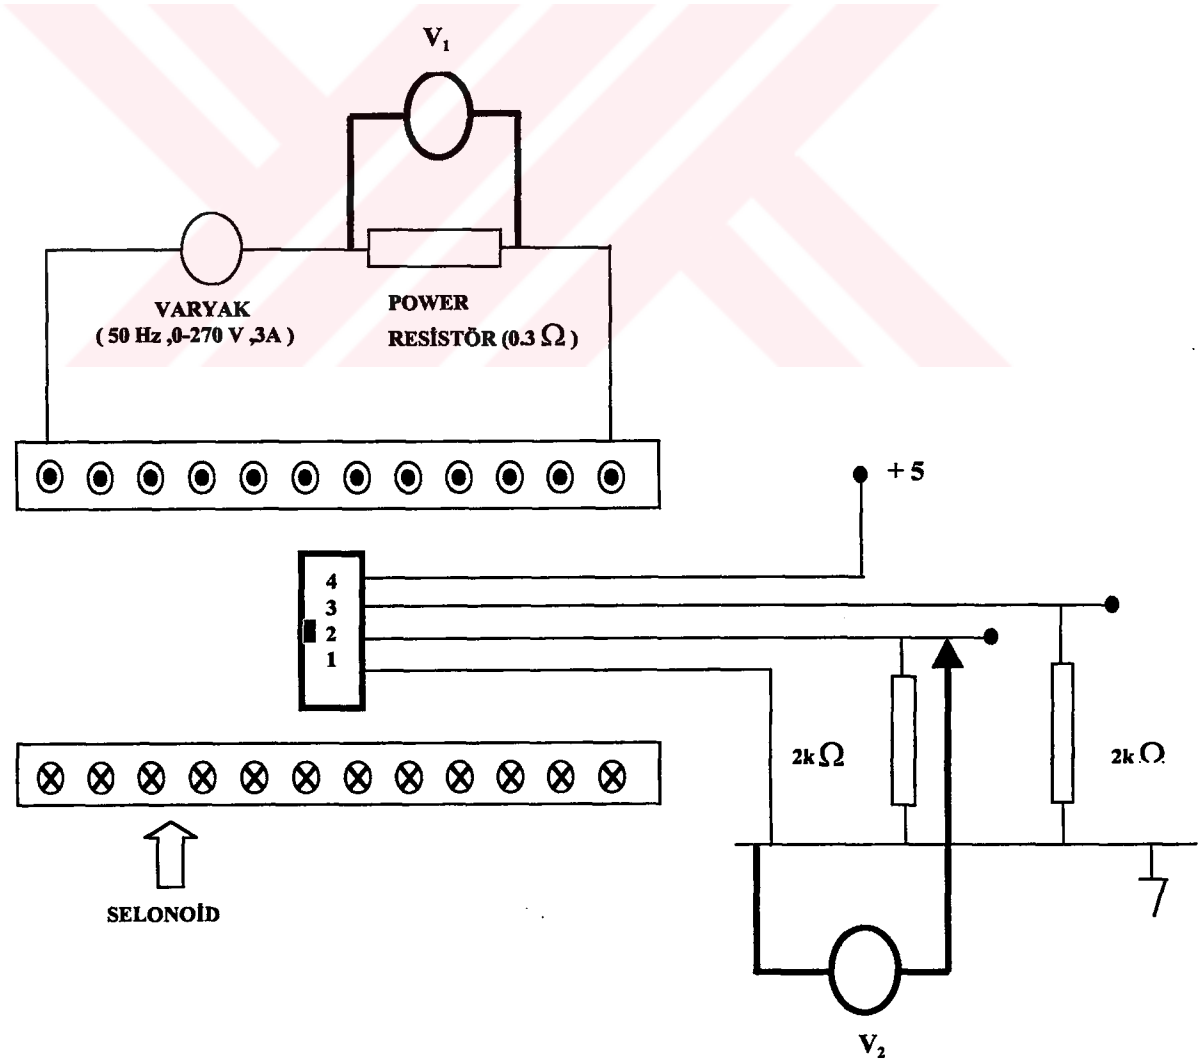 V₁
VARYAK
( 50 Hz ,0-270 V ,3A )
POWER
RESİSTÖR (0.3 Ω )
+ 5
4
3
2
1
2k Ω
2k Ω
SELONOİD
V₂